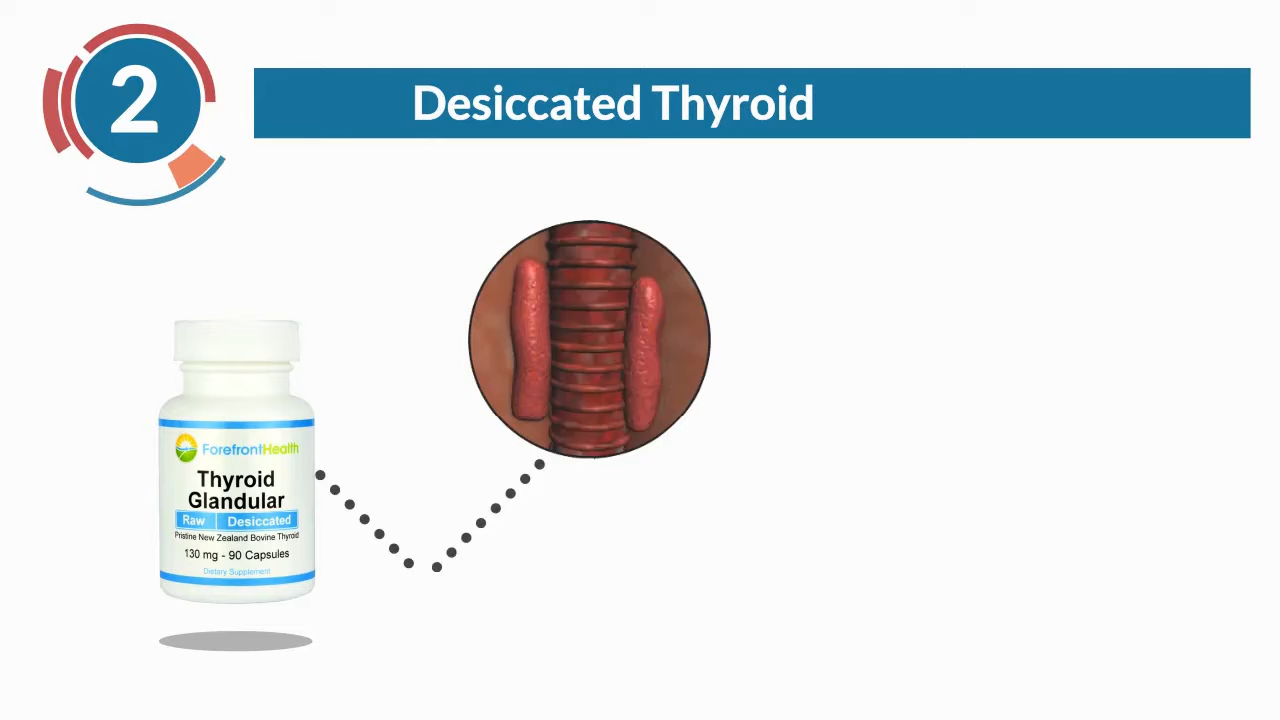 2
Desiccated Thyroid
ForefrontHealth
Thyroid
Glandular
Raw Desiccated
Pristine New Zealand Bovine Thyroid
130 mg - 90 Capsules
Dietary Supplement